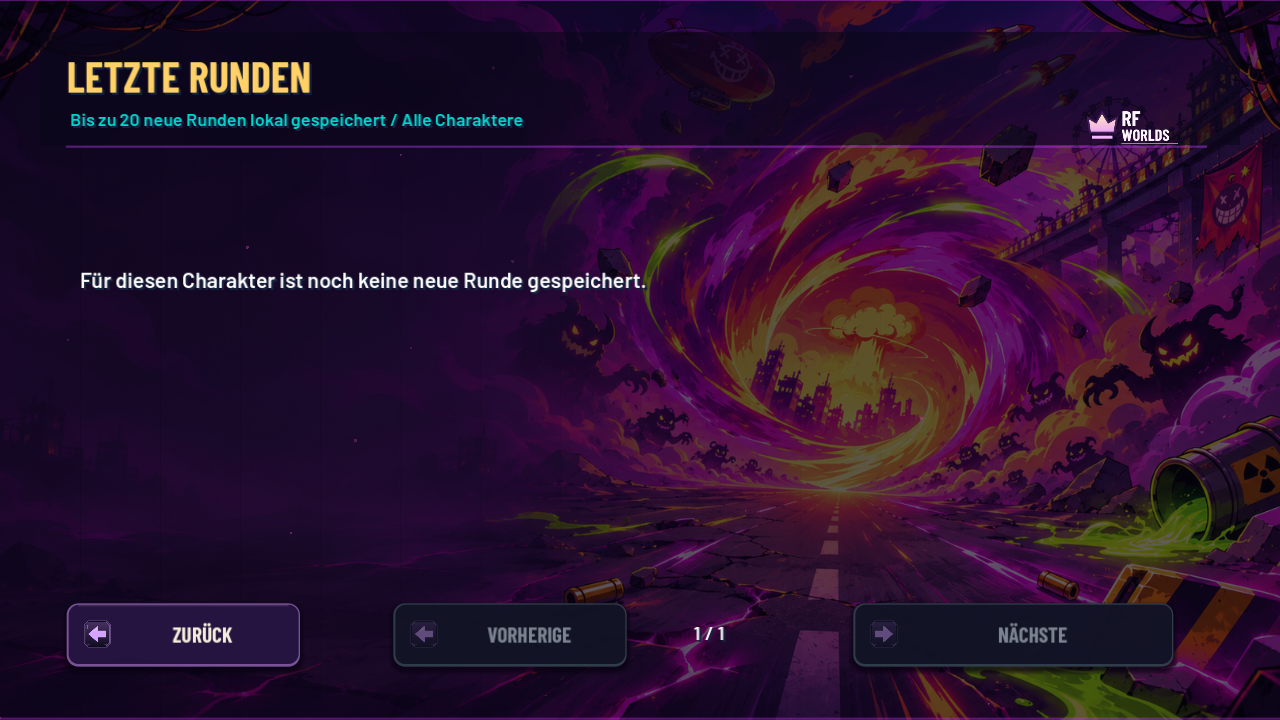 LETZTE RUNDEN
Bis zu 20 neue Runden lokal gespeichert / Alle Charaktere
RF
WORLDS
Für diesen Charakter ist noch keine neue Runde gespeichert.
ZURÜCK
VORHERIGE
1 / 1
NÄCHSTE